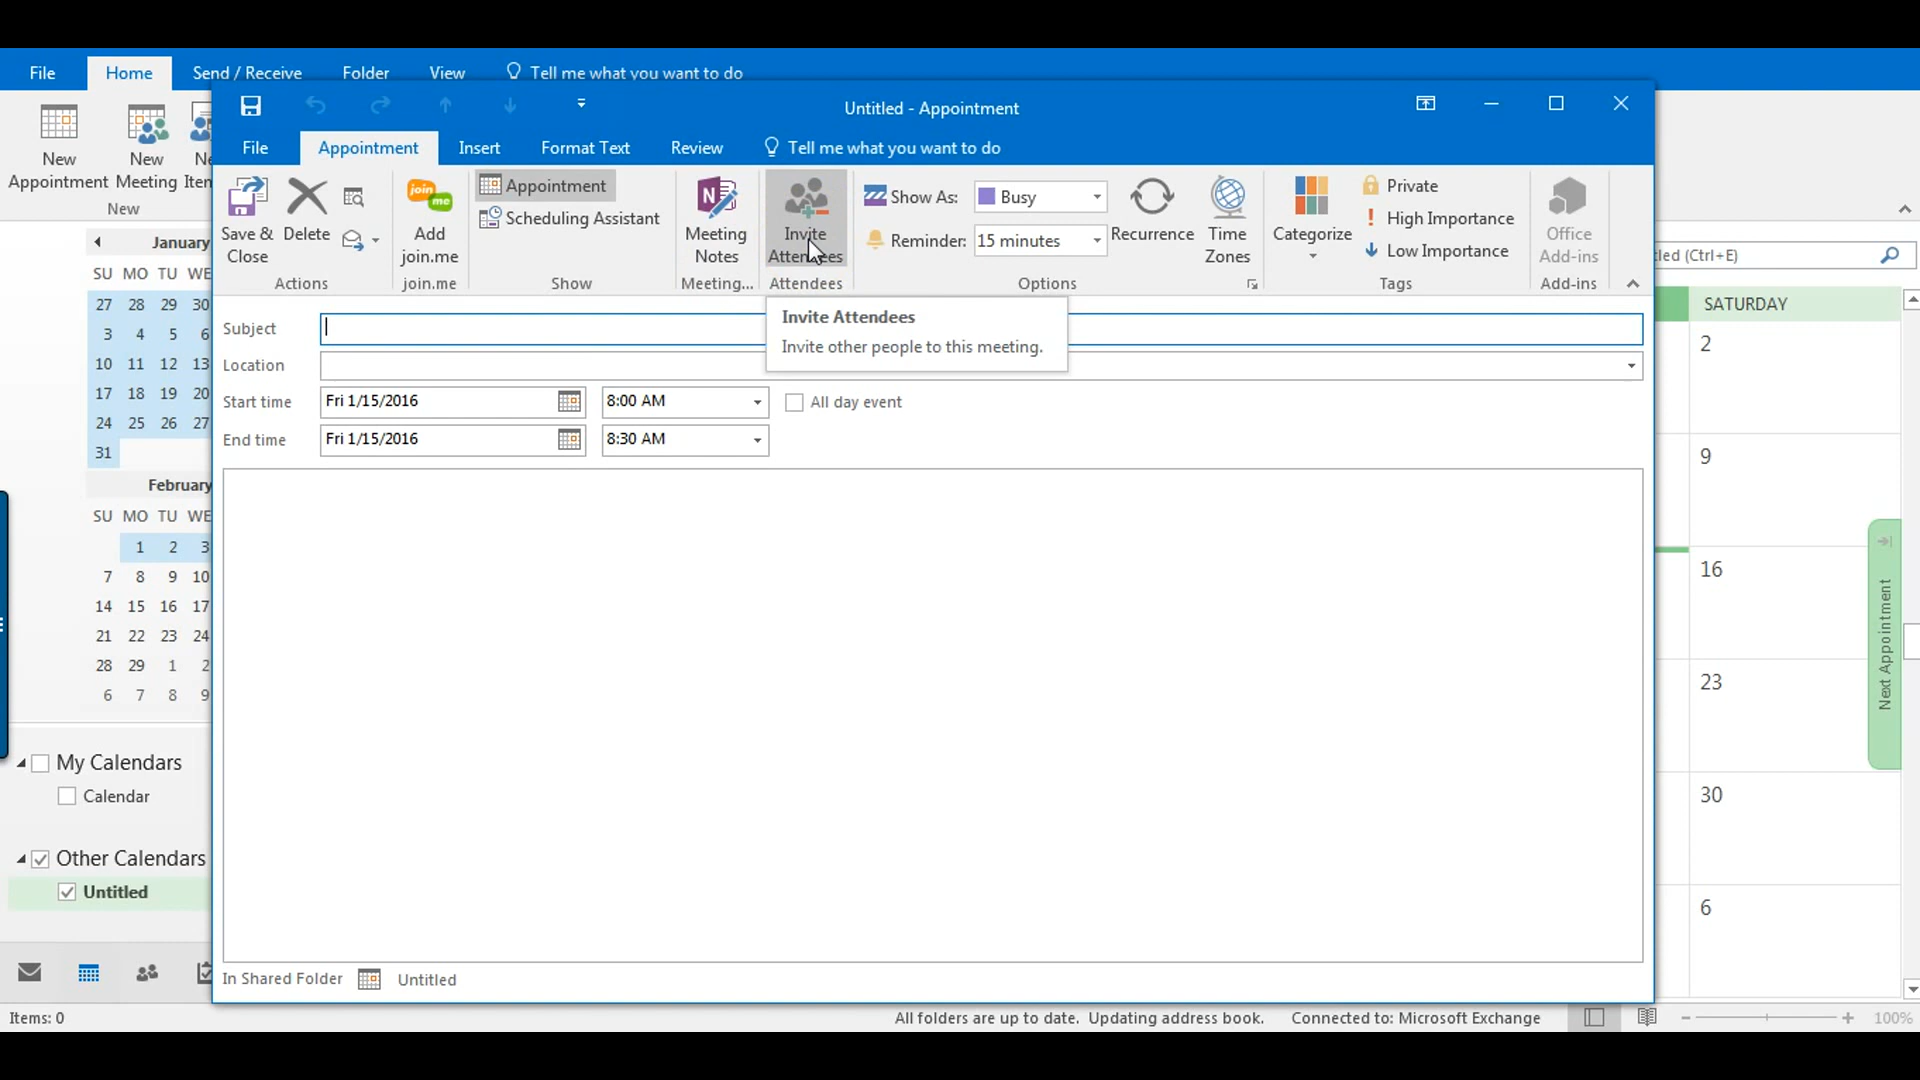 File Home Send / Receive Folder View Tell me what you want to do
Untitled - Appointment
File Appointment Insert Format Text Review Tell me what you want to do
New Appointment
New Meeting
New
Save & Close
Delete
Actions
join me
Add join.me
join.me
Appointment
Scheduling Assistant
Show
Meeting Notes
Meeting...
Invite Attendees
Attendees
Show As: Busy
Reminder: 15 minutes
Recurrence
Time Zones
Options
Categorize
Private
High Importance
Low Importance
Tags
Office Add-ins
Add-ins
(Ctrl+E)
Invite Attendees
Invite other people to this meeting.
Subject
Location
Start time Fri 1/15/2016 8:00 AM All day event
End time Fri 1/15/2016 8:30 AM
January
SU MO TU WE
27 28 29 30
3 4 5 6
10 11 12 13
17 18 19 20
24 25 26 27
31
February
SU MO TU WE
1 2 3
7 8 9 10
14 15 16 17
21 22 23 24
28 29 1 2
6 7 8 9
My Calendars
Calendar
Other Calendars
Untitled
SATURDAY
2
9
16
23
30
6
Next Appointment
In Shared Folder Untitled
Items: 0
All folders are up to date. Updating address book. Connected to: Microsoft Exchange 100%